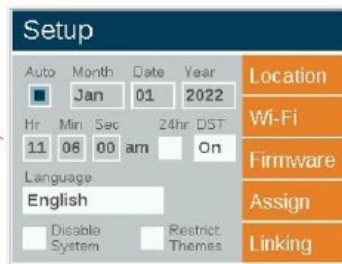 Setup
Auto Month Date Year
Jan 01 2022
Hr Min Sec 24hr DST
11 06 00 am On
Language
English
Disable System
Restrict Themes
Location
Wi-Fi
Firmware
Assign
Linking